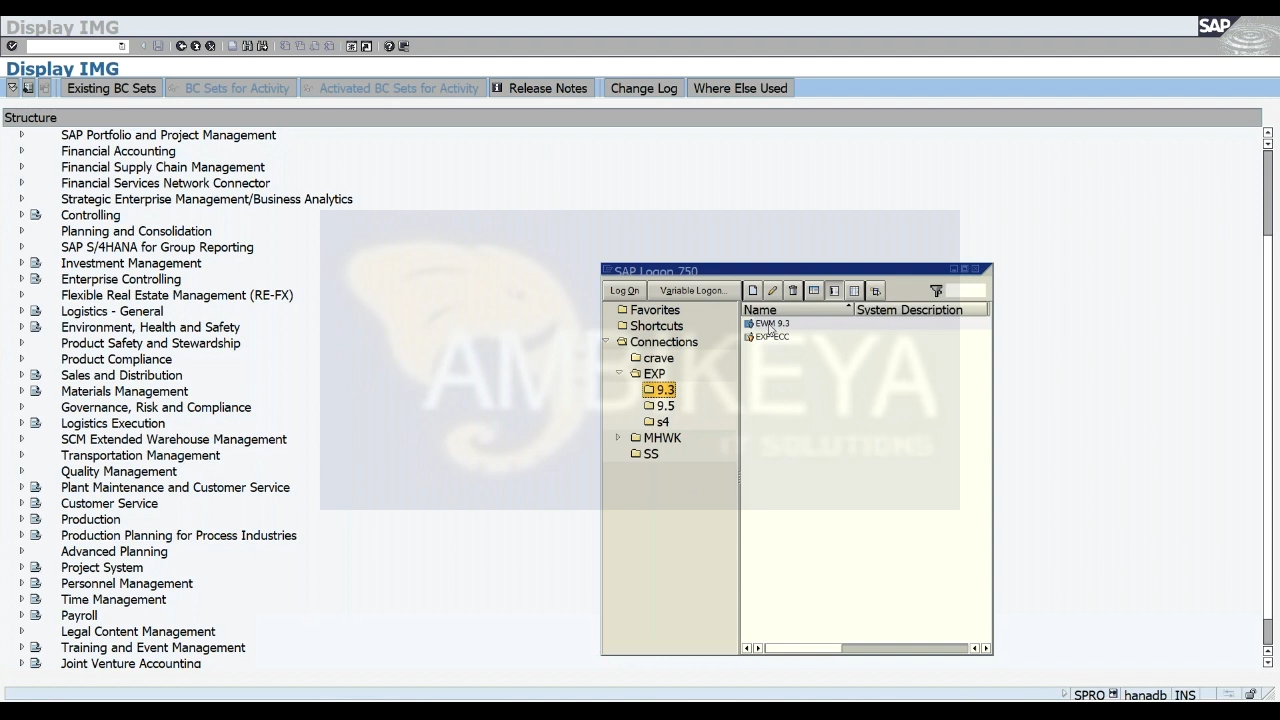 Display IMG
SAP
Display IMG
Existing BC Sets
BC Sets for Activity
Activated BC Sets for Activity
Release Notes
Change Log
Where Else Used
Structure
SAP Portfolio and Project Management
Financial Accounting
Financial Supply Chain Management
Financial Services Network Connector
Strategic Enterprise Management/Business Analytics
Controlling
Planning and Consolidation
SAP S/4HANA for Group Reporting
Investment Management
Enterprise Controlling
Flexible Real Estate Management (RE-FX)
Logistics - General
Environment, Health and Safety
Product Safety and Stewardship
Product Compliance
Sales and Distribution
Materials Management
Governance, Risk and Compliance
Logistics Execution
SCM Extended Warehouse Management
Transportation Management
Quality Management
Plant Maintenance and Customer Service
Customer Service
Production
Production Planning for Process Industries
Advanced Planning
Project System
Personnel Management
Time Management
Payroll
Legal Content Management
Training and Event Management
Joint Venture Accounting
SAP Logon 750
Log On
Variable Logon...
Favorites
Shortcuts
Connections
crave
EXP
9.3
9.5
s4
MHWK
SS
Name
System Description
EWM 9.3
EXP ECC
IT SOLUTIONS
SPRO
hanadb
INS